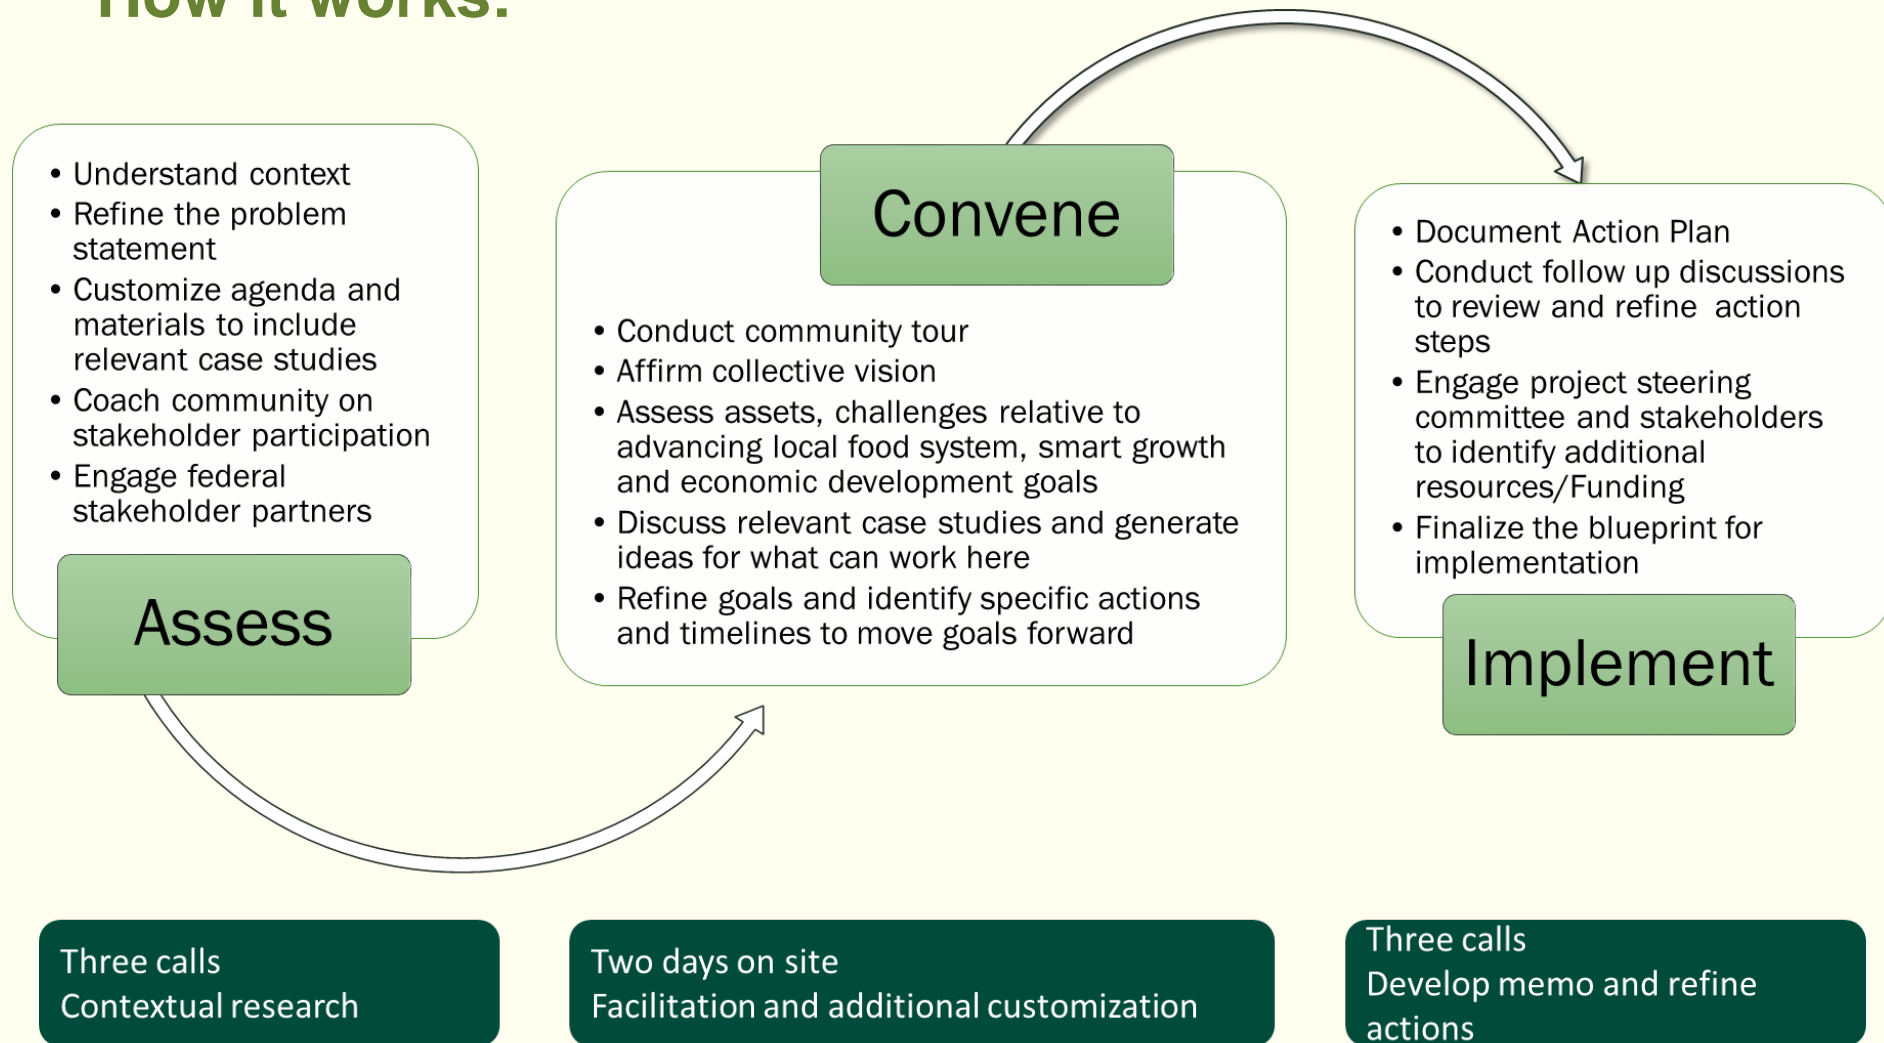 How it works:
• Understand context
• Refine the problem
statement
• Customize agenda and
materials to include
relevant case studies
• Coach community on
stakeholder participation
• Engage federal
stakeholder partners
Assess
Convene
• Conduct community tour
• Affirm collective vision
• Assess assets, challenges relative to
advancing local food system, smart growth
and economic development goals
• Discuss relevant case studies and generate
ideas for what can work here
• Refine goals and identify specific actions
and timelines to move goals forward
• Document Action Plan
• Conduct follow up discussions
to review and refine  action
steps
• Engage project steering
committee and stakeholders
to identify additional
resources/Funding
• Finalize the blueprint for
implementation
Implement
Three calls
Contextual research
Two days on site
Facilitation and additional customization
Three calls
Develop memo and refine
actions